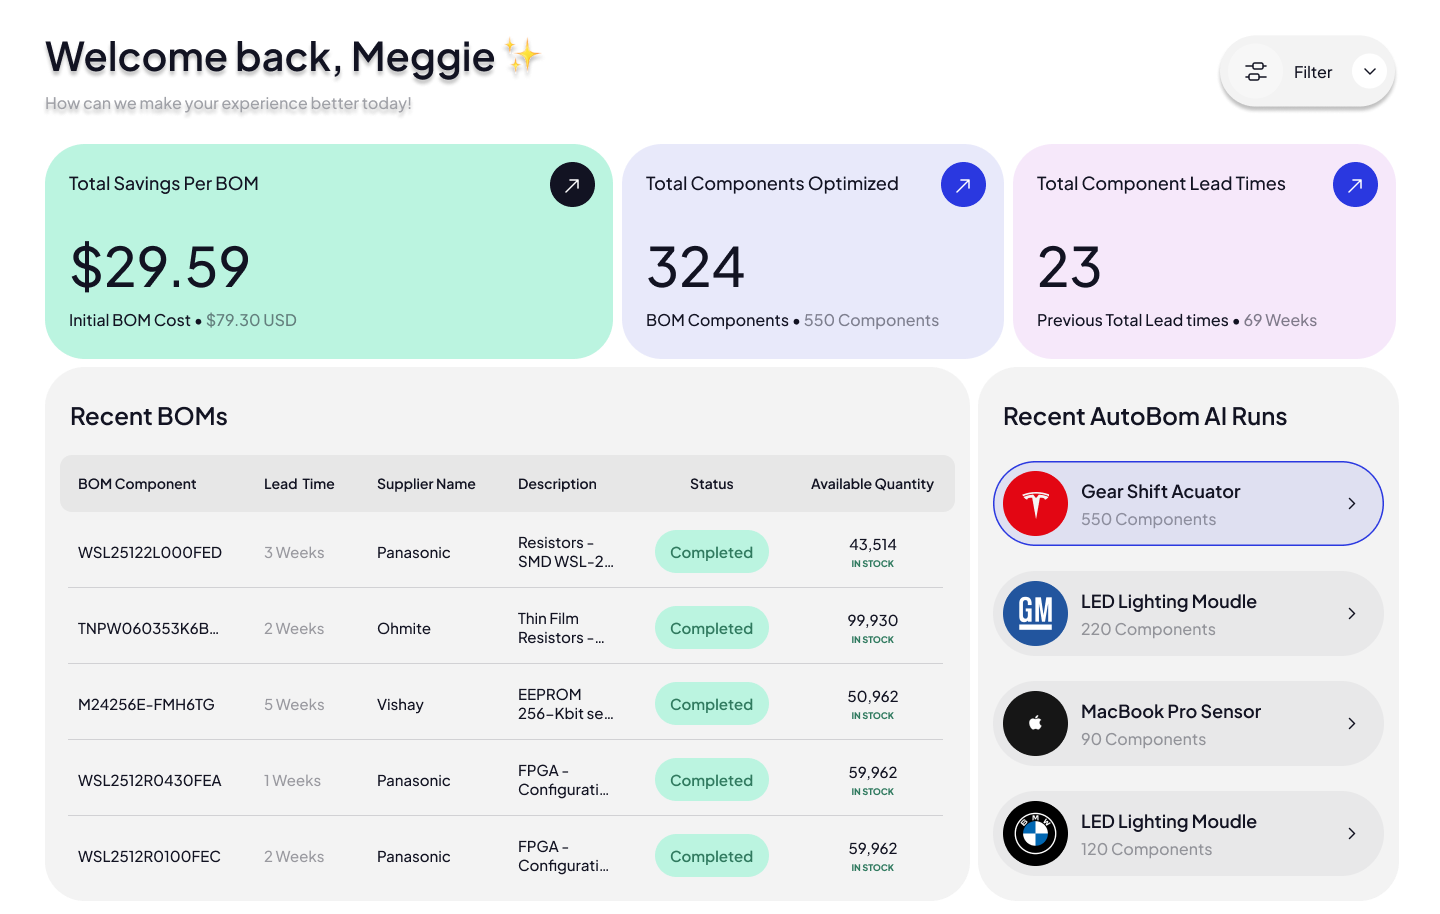 Welcome back, Meggie ✨
How can we make your experience better today!
Filter
Total Savings Per BOM
$29.59
Initial BOM Cost • $79.30 USD
Total Components Optimized
324
BOM Components • 550 Components
Total Component Lead Times
23
Previous Total Lead times • 69 Weeks
Recent BOMs
BOM Component Lead Time Supplier Name Description Status Available Quantity
WSL25122L000FED 3 Weeks Panasonic Resistors - Completed 43,514
SMD WSL-2... IN STOCK
TNPW060353K6B... 2 Weeks Ohmite Thin Film Completed 99,930
Resistors -... IN STOCK
M24256E-FMH6TG 5 Weeks Vishay EEPROM Completed 50,962
256-Kbit se... IN STOCK
WSL2512R0430FEA 1 Weeks Panasonic FPGA - Completed 59,962
Configurati... IN STOCK
WSL2512R0100FEC 2 Weeks Panasonic FPGA - Completed 59,962
Configurati... IN STOCK
Recent AutoBom AI Runs
Gear Shift Acuator
550 Components
GM
LED Lighting Moudle
220 Components
MacBook Pro Sensor
90 Components
BMW
LED Lighting Moudle
120 Components